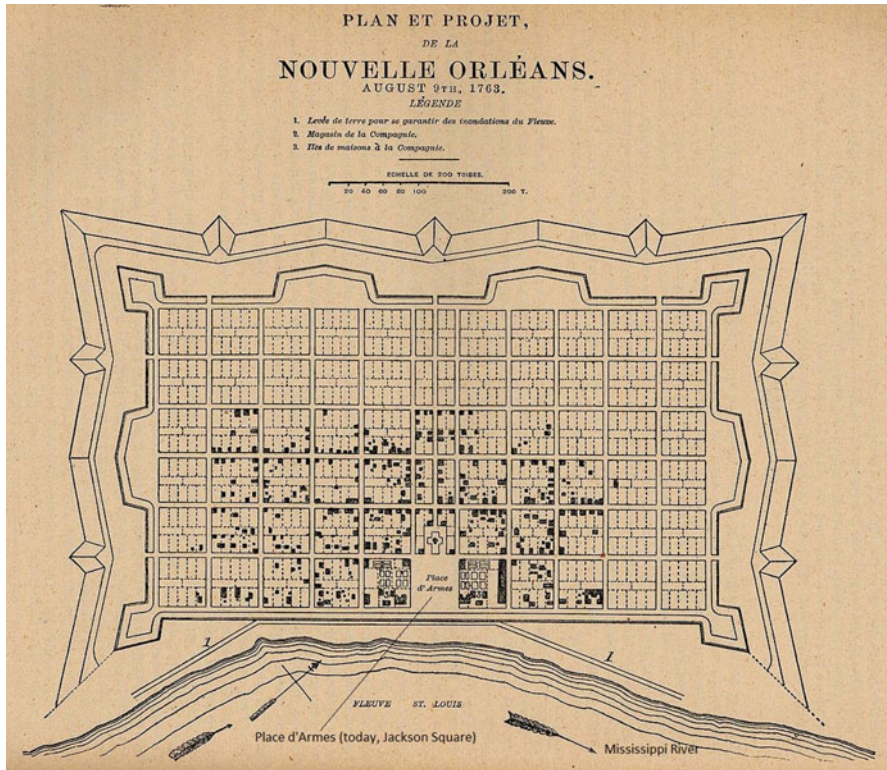 PLAN ET PROJET,
DE LA
NOUVELLE ORLÉANS.
AUGUST 9TH, 1763.
LÉGENDE
1. Levée de terre pour se garantir des inondations du Fleuve.
2. Magasin de la Compagnie.
3. Iles de maisons à la Compagnie.
ECHELLE DE 200 TOISES.
20 40 60 80 100 200 T.
Place
d'Armes
1
1
FLEUVE ST. LOUIS
Place d'Armes (today, Jackson Square)
Mississippi River